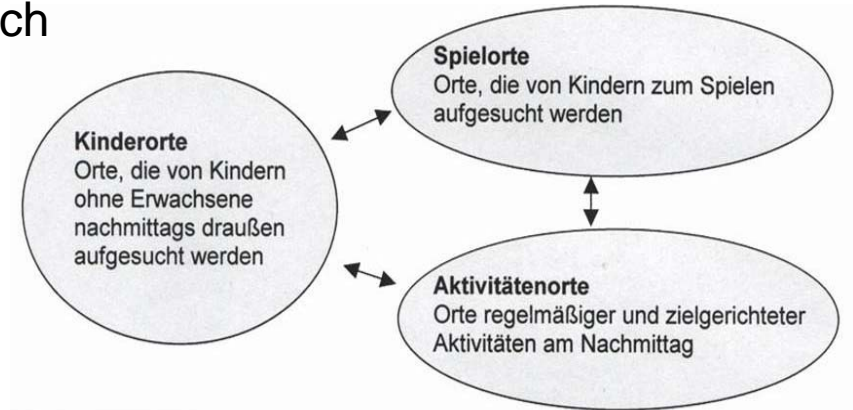 ch
Kinderorte
Orte, die von Kindern
ohne Erwachsene
nachmittags draußen
aufgesucht werden
Spielorte
Orte, die von Kindern zum Spielen
aufgesucht werden
Aktivitätenorte
Orte regelmäßiger und zielgerichteter
Aktivitäten am Nachmittag